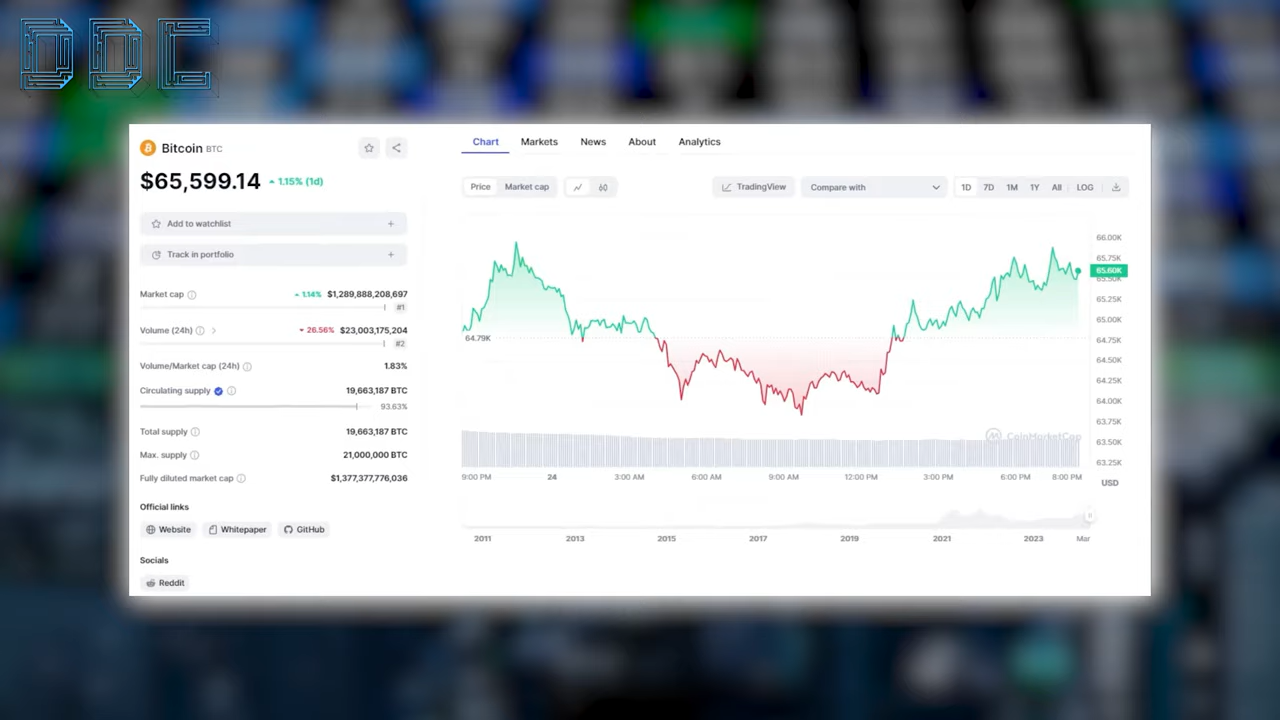 DDC
Bitcoin BTC
$65,599.14 1.15% (1d)
Add to watchlist +
Track in portfolio +
Market cap 1.14% $1,289,888,208,697
#1
Volume (24h) 26.56% $23,003,175,204
#2
Volume/Market cap (24h) 1.83%
Circulating supply 19,663,187 BTC
93.63%
Total supply 19,663,187 BTC
Max. supply 21,000,000 BTC
Fully diluted market cap $1,377,377,776,036
Official links
Website Whitepaper GitHub
Socials
Reddit
Chart Markets News About Analytics
Price Market cap TradingView Compare with 1D 7D 1M 1Y All LOG
66.00K
65.75K
65.60K
65.50K
65.25K
65.00K
64.79K
64.75K
64.50K
64.25K
64.00K
63.75K
63.50K
CoinMarketCap
63.25K
9:00 PM 24 3:00 AM 6:00 AM 9:00 AM 12:00 PM 3:00 PM 6:00 PM 8:00 PM
USD
2011 2013 2015 2017 2019 2021 2023 Mar